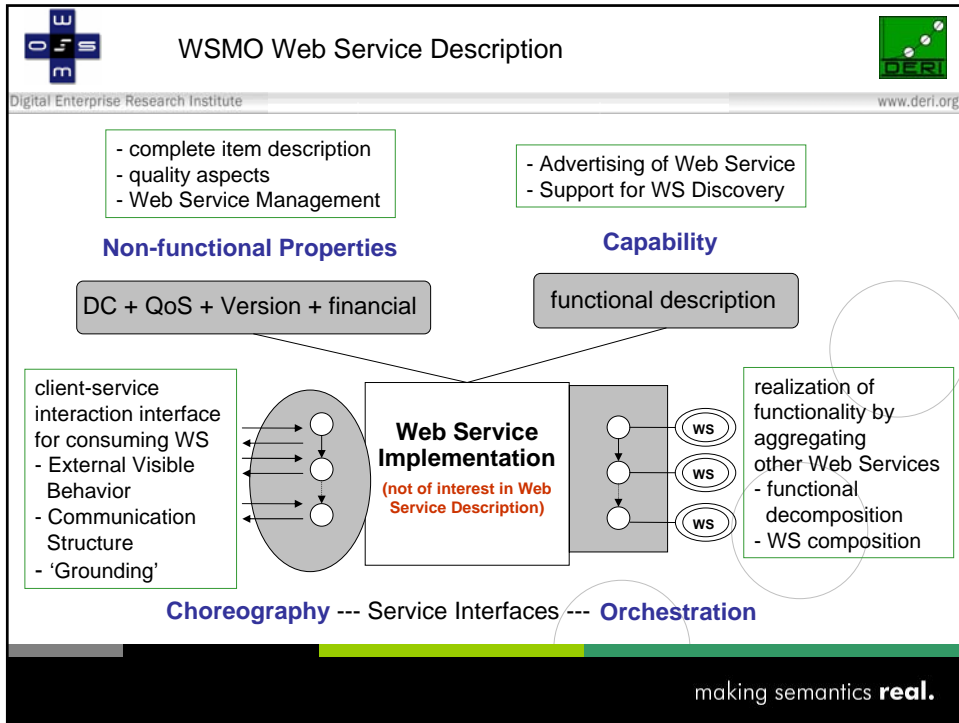 w
o s
m
WSMO Web Service Description
DERI
Digital Enterprise Research Institute
www.deri.org
- complete item description
- quality aspects
- Web Service Management
- Advertising of Web Service
- Support for WS Discovery
Non-functional Properties
Capability
DC + QoS + Version + financial
functional description
client-service
interaction interface
for consuming WS
- External Visible
Behavior
- Communication
Structure
- ‘Grounding’
Web Service
Implementation
(not of interest in Web
Service Description)
WS
WS
WS
realization of
functionality by
aggregating
other Web Services
- functional
decomposition
- WS composition
Choreography --- Service Interfaces --- Orchestration
making semantics real.